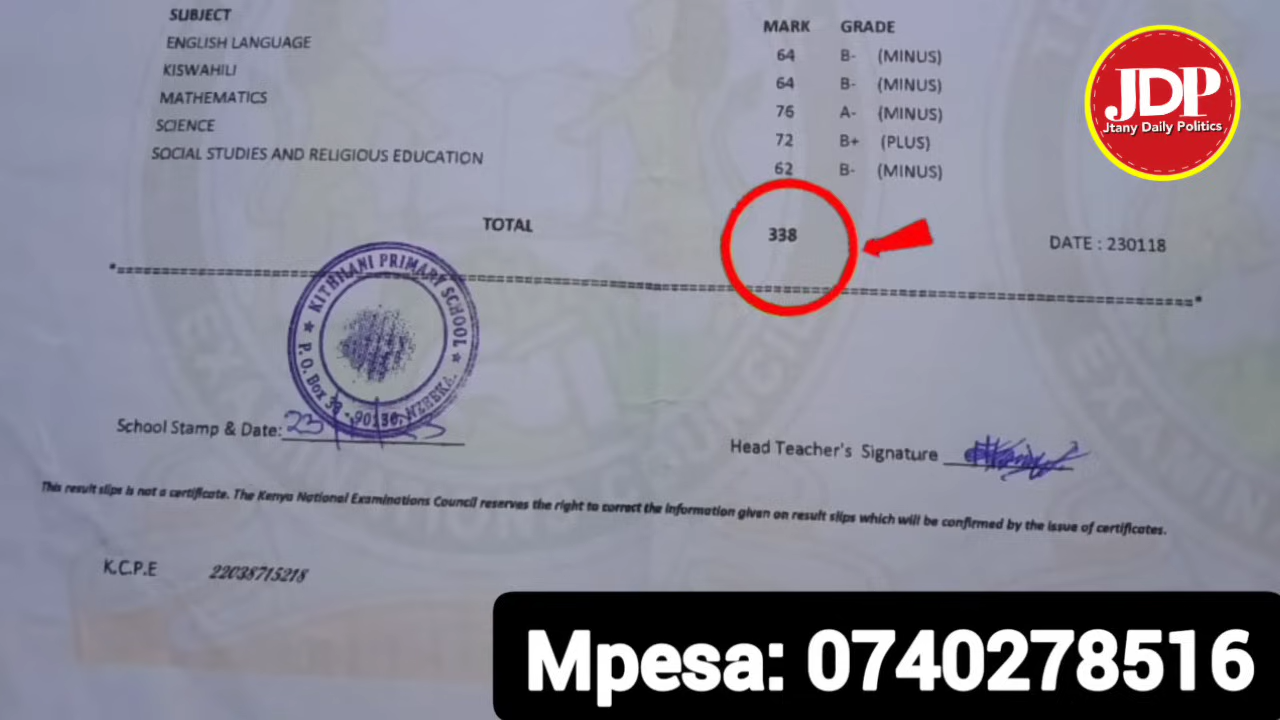 SUBJECT MARK GRADE
ENGLISH LANGUAGE 64 B- (MINUS)
KISWAHILI 64 B- (MINUS)
MATHEMATICS 76 A- (MINUS)
SCIENCE 72 B+ (PLUS)
SOCIAL STUDIES AND RELIGIOUS EDUCATION 62 B- (MINUS)
TOTAL 338 DATE : 230118
JDP
Jtany Daily Politics
PRIMARY SCHOOL
P.O. Box
School Stamp & Date: 23
Head Teacher's Signature
This result slips is not a certificate. The Kenya National Examinations Council reserves the right to correct the information given on result slips which will be confirmed by the issue of certificates.
K.C.P.E 22038715218
Mpesa: 0740278516